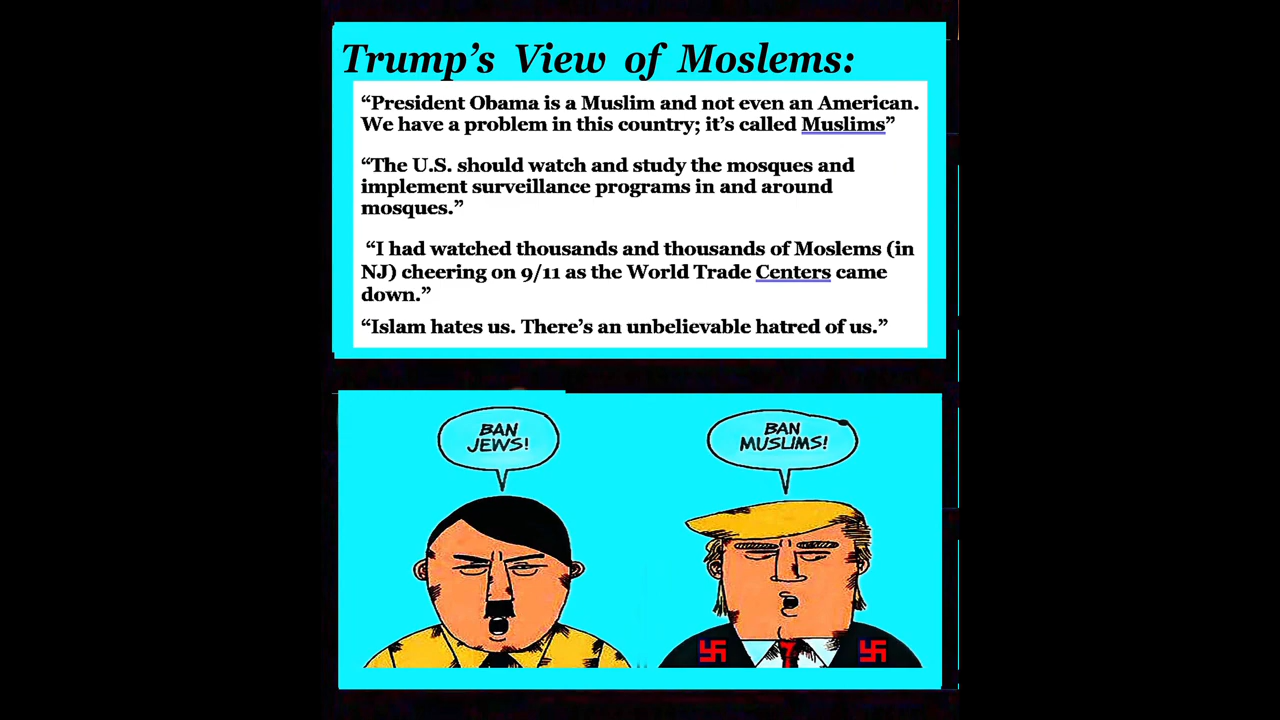 Trump’s View of Moslems:
“President Obama is a Muslim and not even an American.
We have a problem in this country; it’s called Muslims”
“The U.S. should watch and study the mosques and
implement surveillance programs in and around
mosques.”
“I had watched thousands and thousands of Moslems (in
NJ) cheering on 9/11 as the World Trade Centers came
down.”
“Islam hates us. There’s an unbelievable hatred of us.”
BAN
JEWS!
BAN
MUSLIMS!